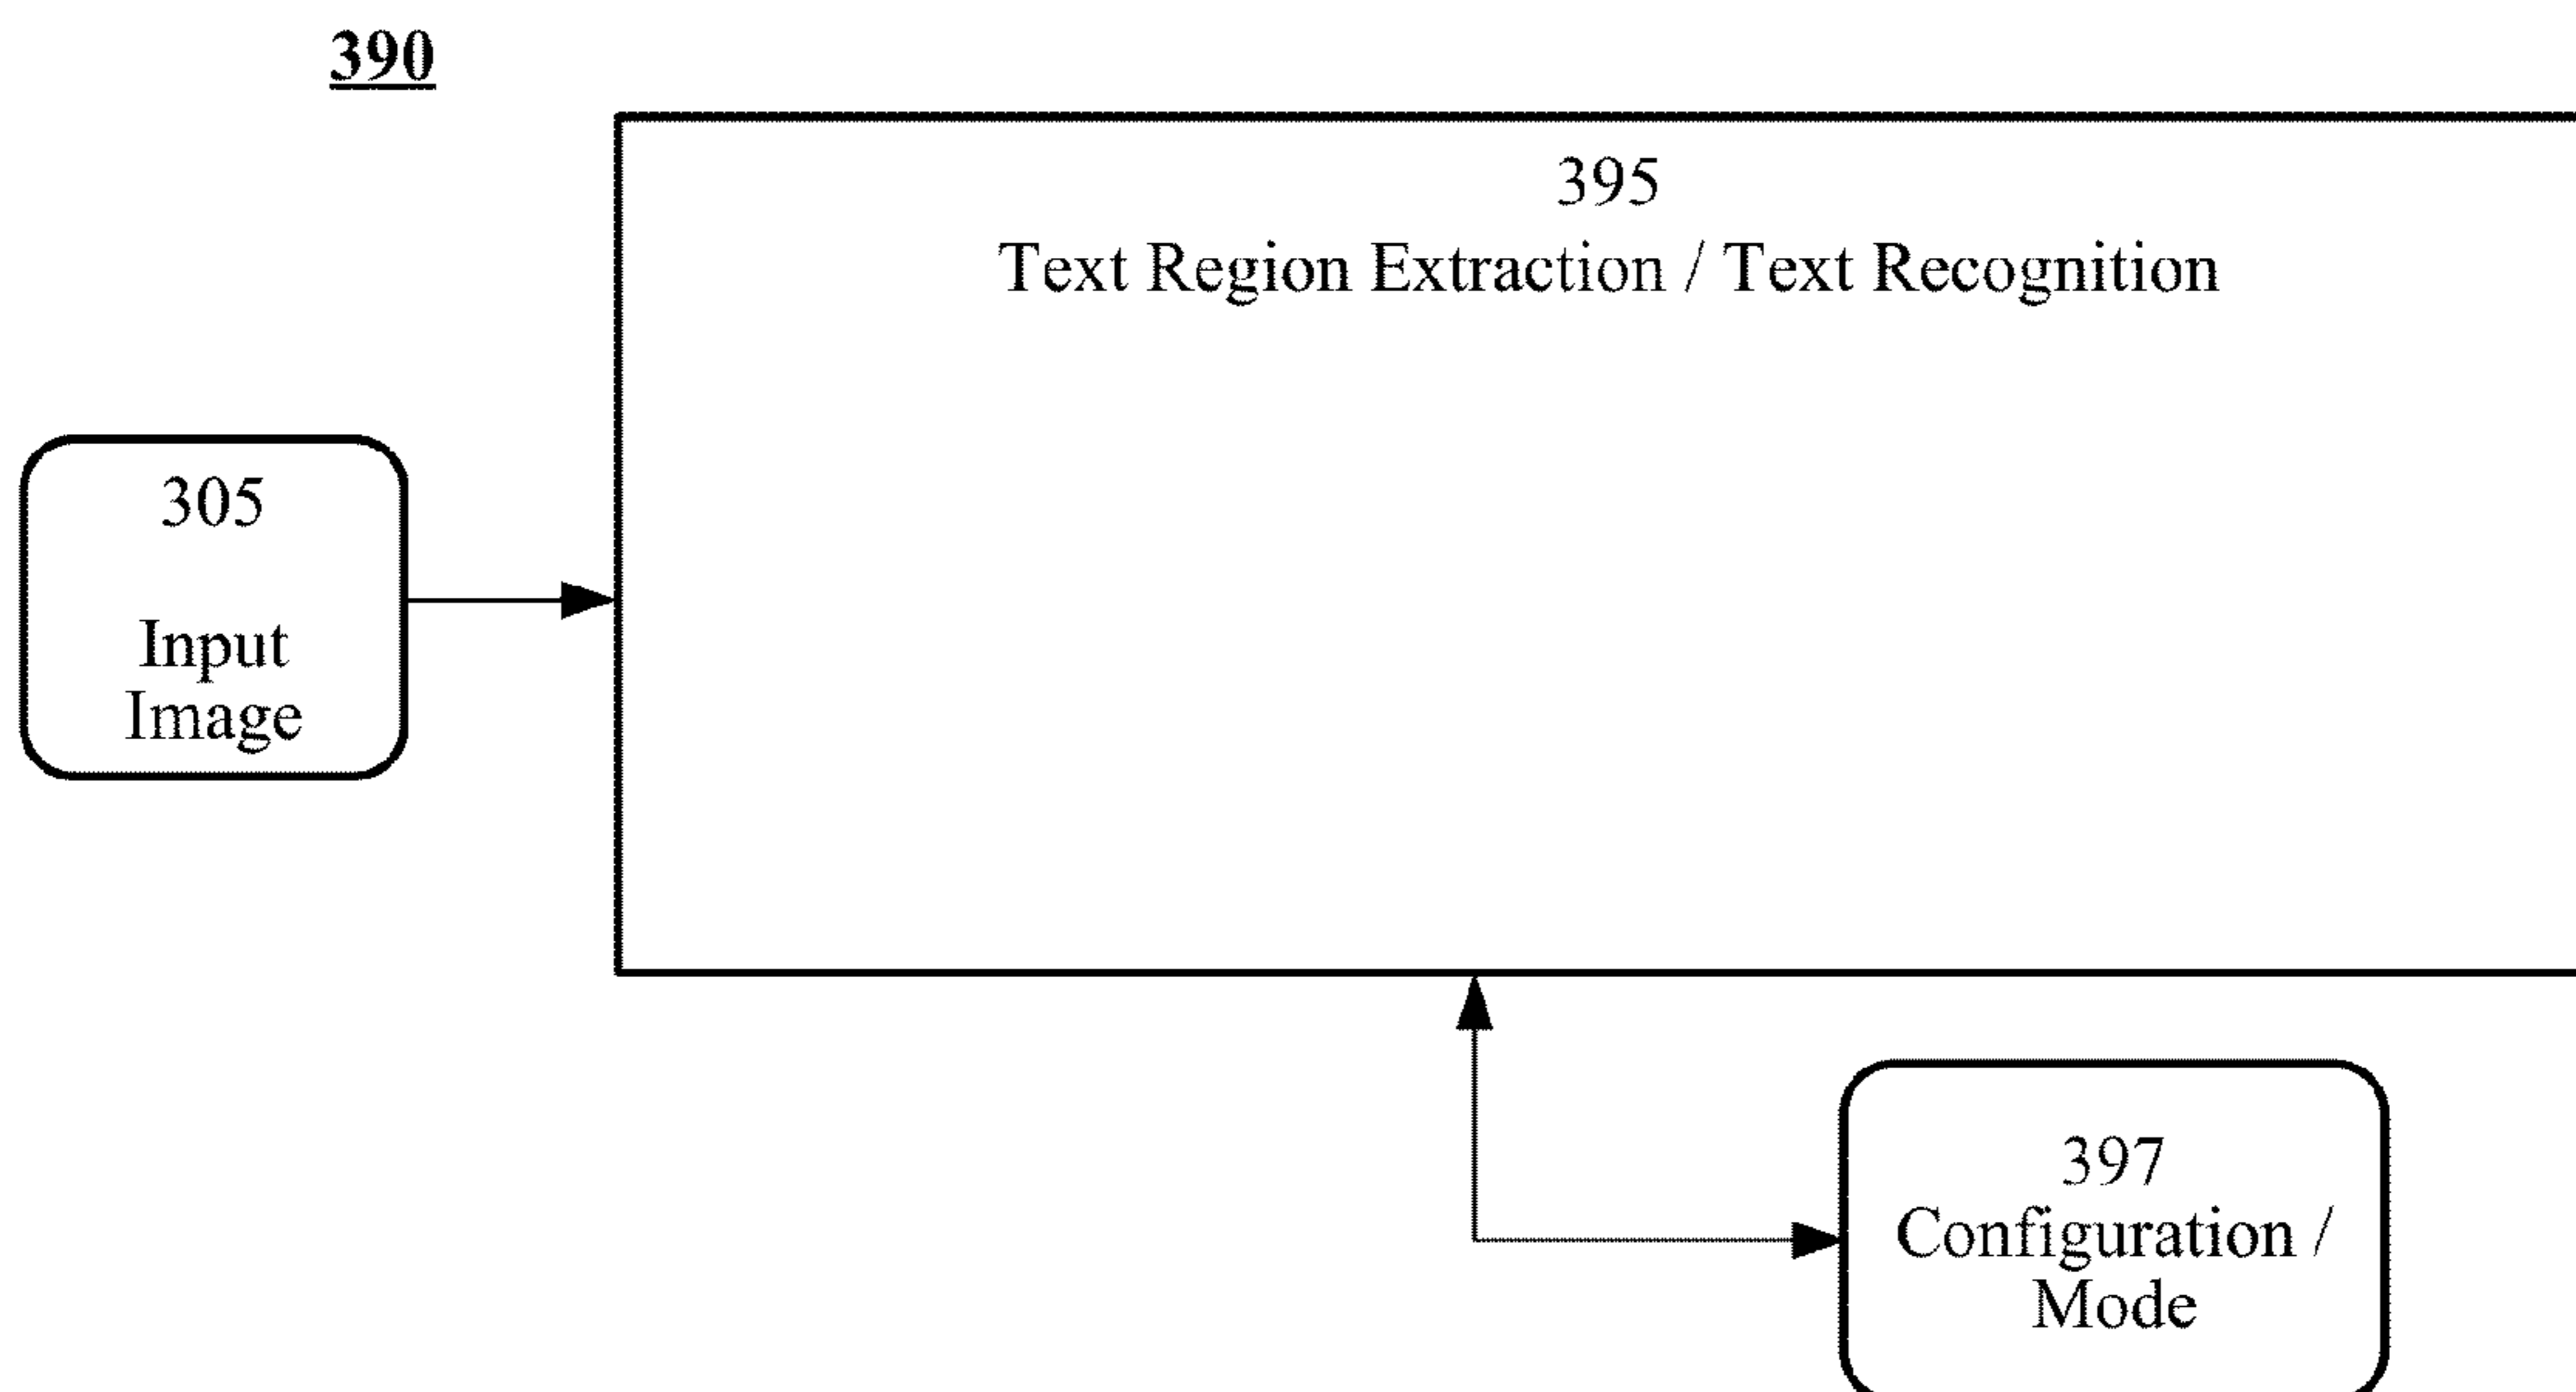 390
395
Text Region Extraction / Text Recognition
305
Input
Image
397
Configuration /
Mode